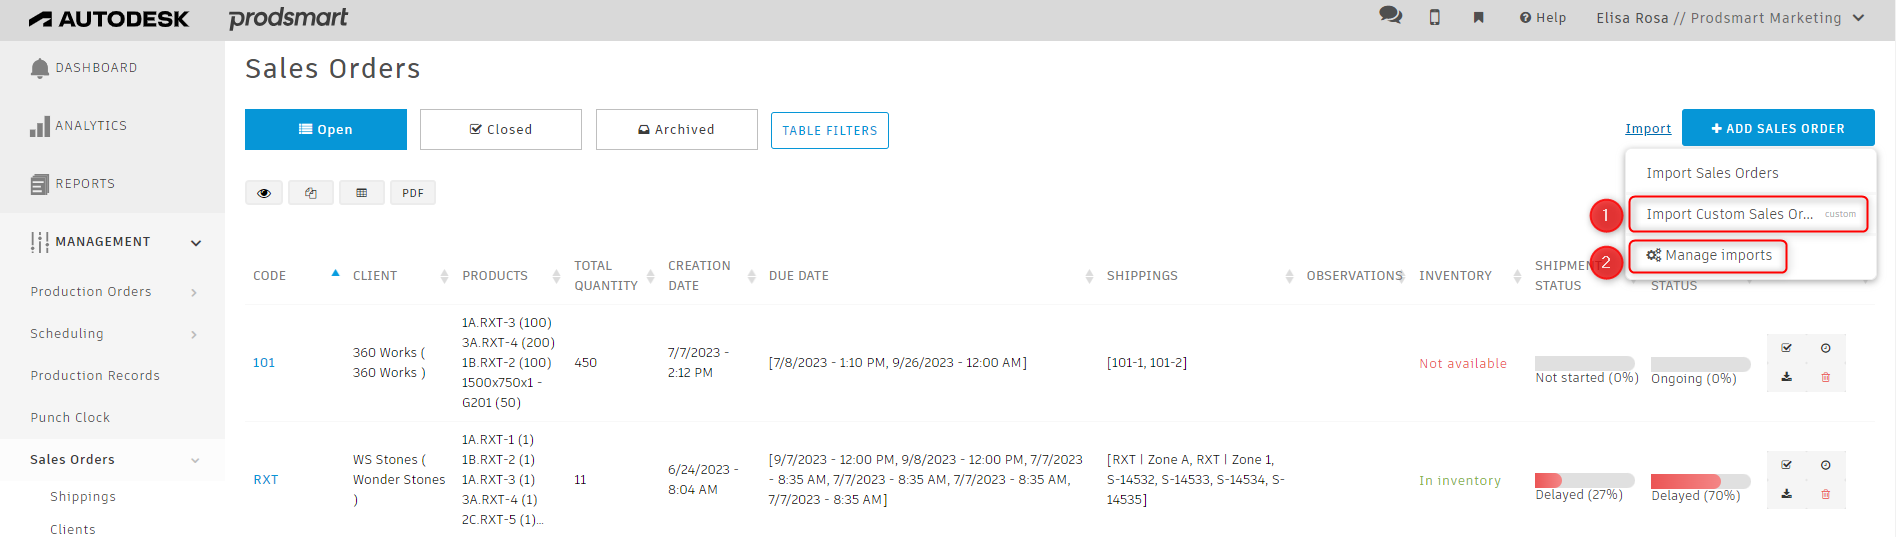 AUTODESK prodsmart
Help
Elisa Rosa // Prodsmart Marketing
DASHBOARD
ANALYTICS
REPORTS
MANAGEMENT
Production Orders
Scheduling
Production Records
Punch Clock
Sales Orders
Shippings
Clients
Sales Orders
Open
Closed
Archived
TABLE FILTERS
Import
+ ADD SALES ORDER
PDF
Import Sales Orders
1
Import Custom Sales Or... custom
2
Manage imports
CODE
CLIENT
PRODUCTS
TOTAL
QUANTITY
CREATION
DATE
DUE DATE
SHIPPINGS
OBSERVATIONS
INVENTORY
SHIPMENT
STATUS
STATUS
101
360 Works (
360 Works )
1A.RXT-3 (100)
3A.RXT-4 (200)
1B.RXT-2 (100)
1500x750x1 -
G201 (50)
450
7/7/2023 -
2:12 PM
[7/8/2023 - 1:10 PM, 9/26/2023 - 12:00 AM]
[101-1, 101-2]
Not available
Not started (0%)
Ongoing (0%)
RXT
WS Stones (
Wonder Stones
)
1A.RXT-1 (1)
1B.RXT-2 (1)
1A.RXT-3 (1)
3A.RXT-4 (1)
2C.RXT-5 (1)...
11
6/24/2023 -
8:04 AM
[9/7/2023 - 12:00 PM, 9/8/2023 - 12:00 PM, 7/7/2023
- 8:35 AM, 7/7/2023 - 8:35 AM, 7/7/2023 - 8:35 AM,
7/7/2023 - 8:35 AM]
[RXT | Zone A, RXT | Zone 1,
S-14532, S-14533, S-14534, S-
14535]
In inventory
Delayed (27%)
Delayed (70%)